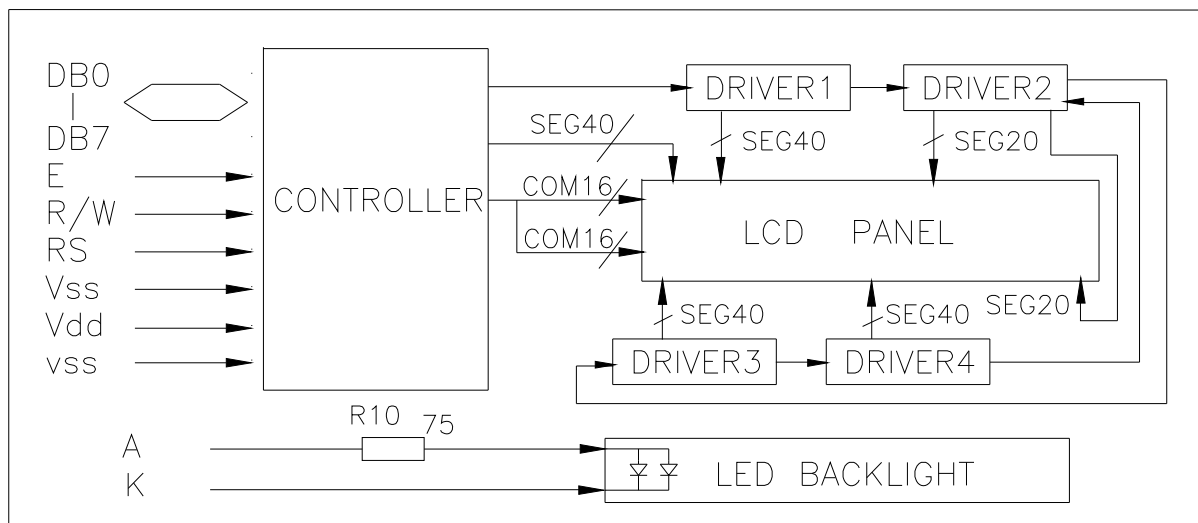 DB0
|
DB7
E
R/W
RS
Vss
Vdd
vss
CONTROLLER
SEG40
COM16
COM16
DRIVER1
DRIVER2
SEG40
SEG20
LCD PANEL
SEG20
SEG40
SEG40
DRIVER3
DRIVER4
R10 75
A
K
LED BACKLIGHT